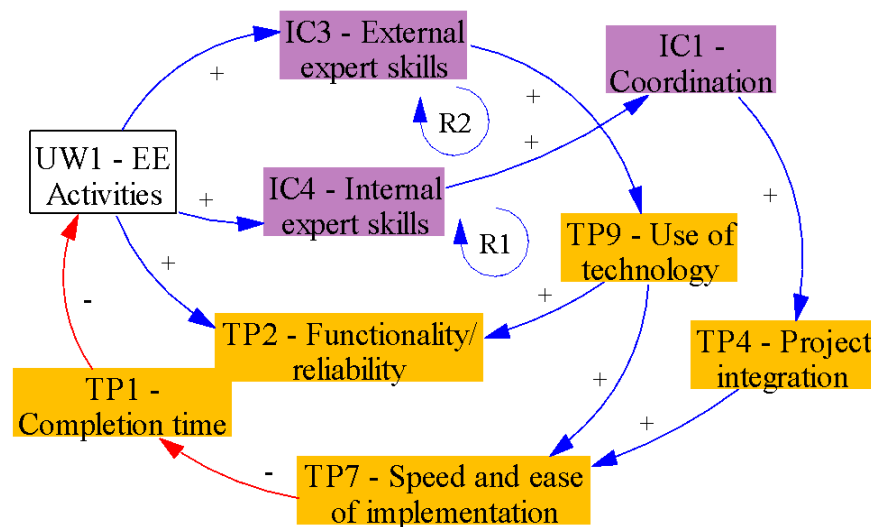 IC3 - External
expert skills
IC1 -
Coordination
+
+
R2
+
UW1 - EE
Activities
+
IC4 - Internal
expert skills
+
R1
TP9 - Use of
technology
+
-
+
TP2 - Functionality/
reliability
TP4 - Project
integration
TP1 -
Completion time
+
+
-
TP7 - Speed and ease
of implementation